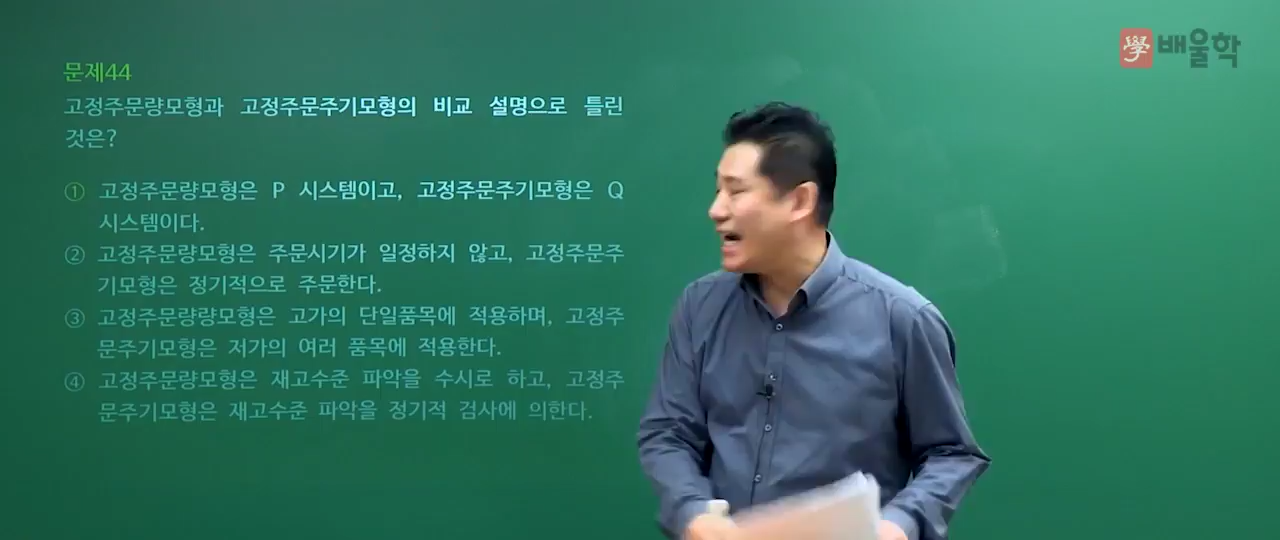 學 배울학
문제44
고정주문량모형과 고정주문주기모형의 비교 설명으로 틀린
것은?
① 고정주문량모형은 P 시스템이고, 고정주문주기모형은 Q
시스템이다.
② 고정주문량모형은 주문시기가 일정하지 않고, 고정주문주
기모형은 정기적으로 주문한다.
③ 고정주문량량모형은 고가의 단일품목에 적용하며, 고정주
문주기모형은 저가의 여러 품목에 적용한다.
④ 고정주문량모형은 재고수준 파악을 수시로 하고, 고정주
문주기모형은 재고수준 파악을 정기적 검사에 의한다.